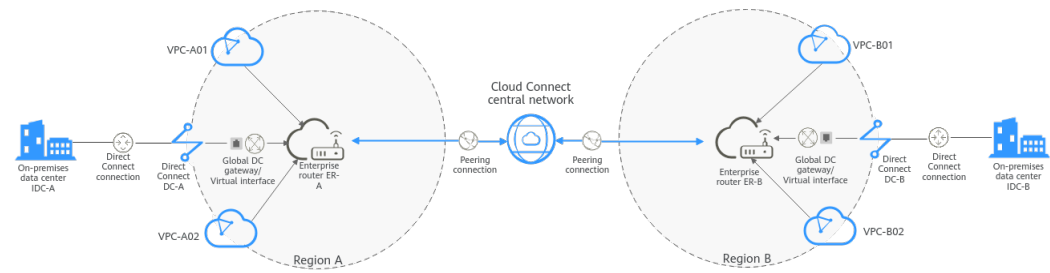 VPC-A01
VPC-B01
Cloud Connect
central network
On-premises
data center
IDC-A
Direct
Connect
connection
Direct
Connect
DC-A
Global DC
gateway/
Virtual interface
Enterprise
router ER-
A
Peering
connection
Peering
connection
Enterprise
router ER-B
Global DC
gateway/
Virtual interface
Direct
Connect
DC-B
Direct
Connect
connection
On-premises
data center
IDC-B
VPC-A02
VPC-B02
Region A
Region B